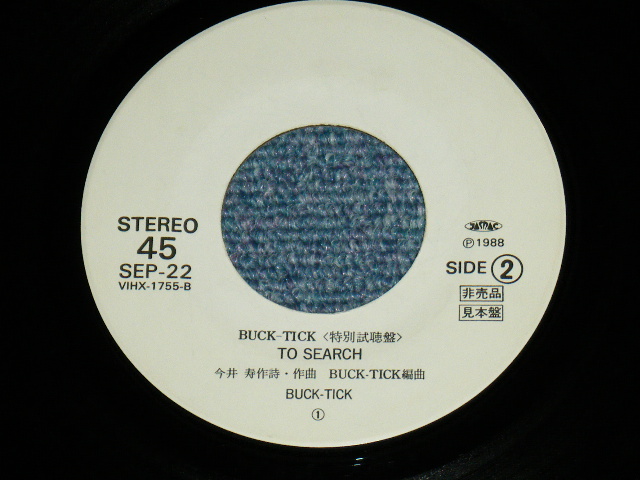 STEREO
45
SEP-22
VIHX-1755-B
JASRAC
Ⓟ1988
SIDE ②
非売品
見本盤
BUCK-TICK〈特別試聴盤〉
TO SEARCH
今井 寿作詩・作曲 BUCK-TICK編曲
BUCK-TICK
①